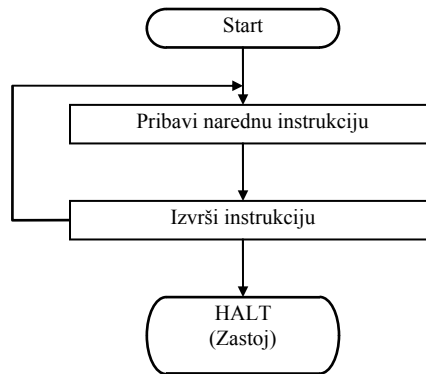 Start
Pribavi narednu instrukciju
Izvrši instrukciju
HALT
(Zastoj)